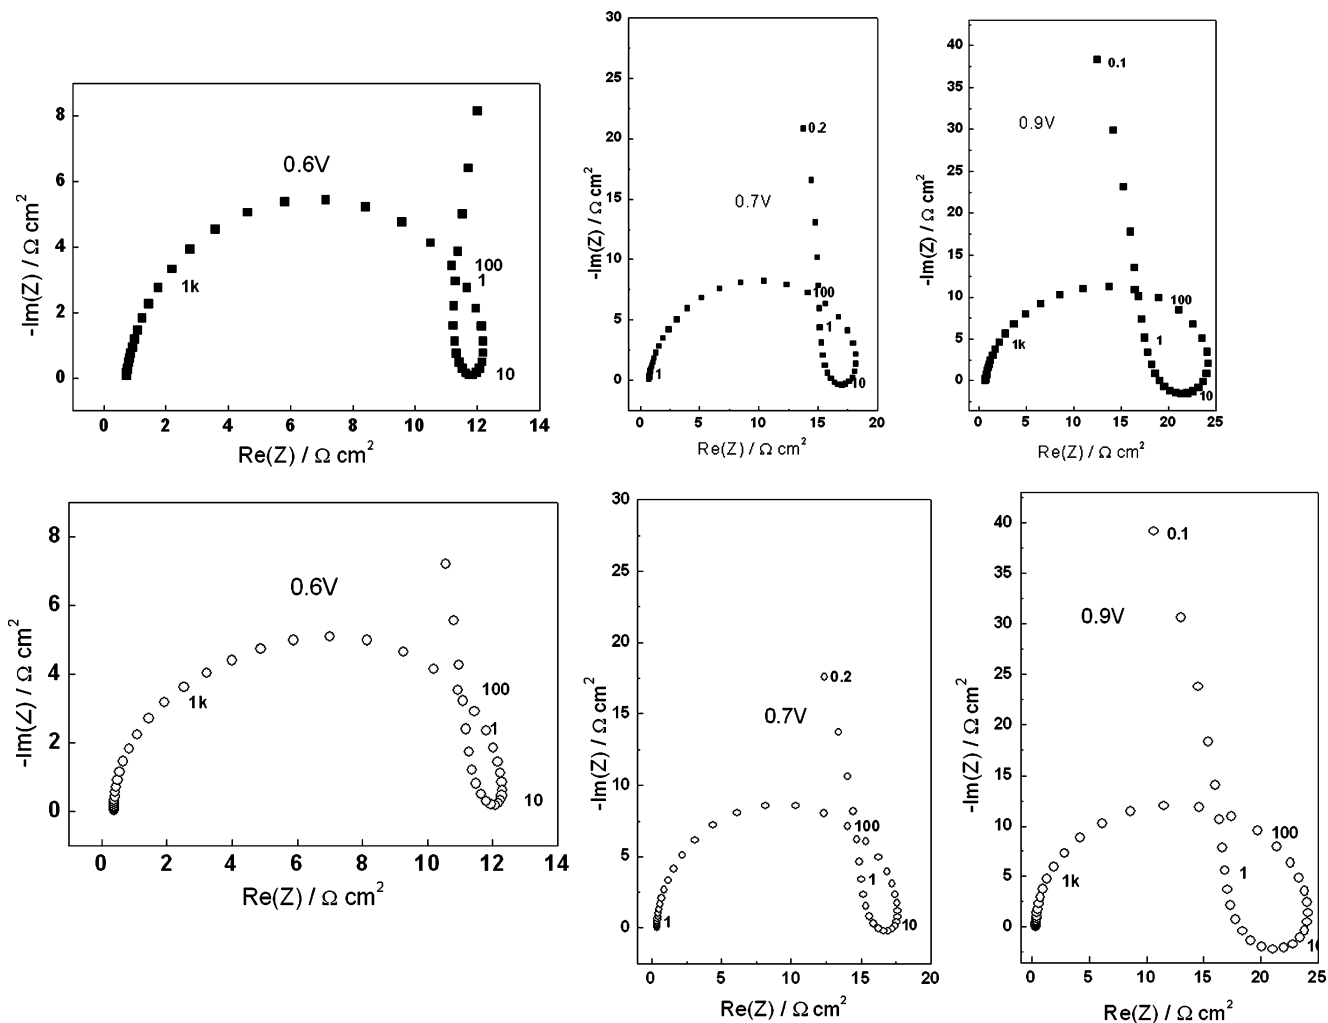 0.6V
1k
100
1
10
-Im(Z) / Ω cm²
8
6
4
2
0
0 2 4 6 8 10 12 14
Re(Z) / Ω cm²
0.7V
0.2
100
1
1
10
-Im(Z) / Ω cm²
30
25
20
15
10
5
0
0 5 10 15 20
Re(Z) / Ω cm²
0.9V
0.1
100
1k
1
10
-Im(Z) / Ω cm²
40
35
30
25
20
15
10
5
0
0 5 10 15 20 25
Re(Z) / Ω cm²
0.6V
1k
100
1
10
-Im(Z) / Ω cm²
8
6
4
2
0
0 2 4 6 8 10 12 14
Re(Z) / Ω cm²
0.7V
0.2
100
1
1
10
-Im(Z) / Ω cm²
30
25
20
15
10
5
0
0 5 10 15 20
Re(Z) / Ω cm²
0.9V
0.1
100
1k
1
-Im(Z) / Ω cm²
40
35
30
25
20
15
10
5
0
0 5 10 15 20 25
Re(Z) / Ω cm²